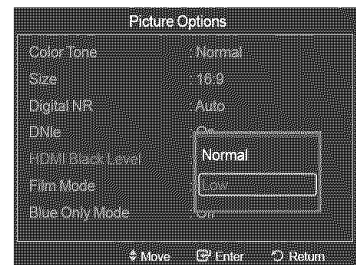 Picture Options
Color Tone : Normal
Size : 16:9
Digital NR : Auto
DNIe : On
HDMI Black Level Normal
Film Mode Low
Blue Only Mode : Off
Move Enter Return